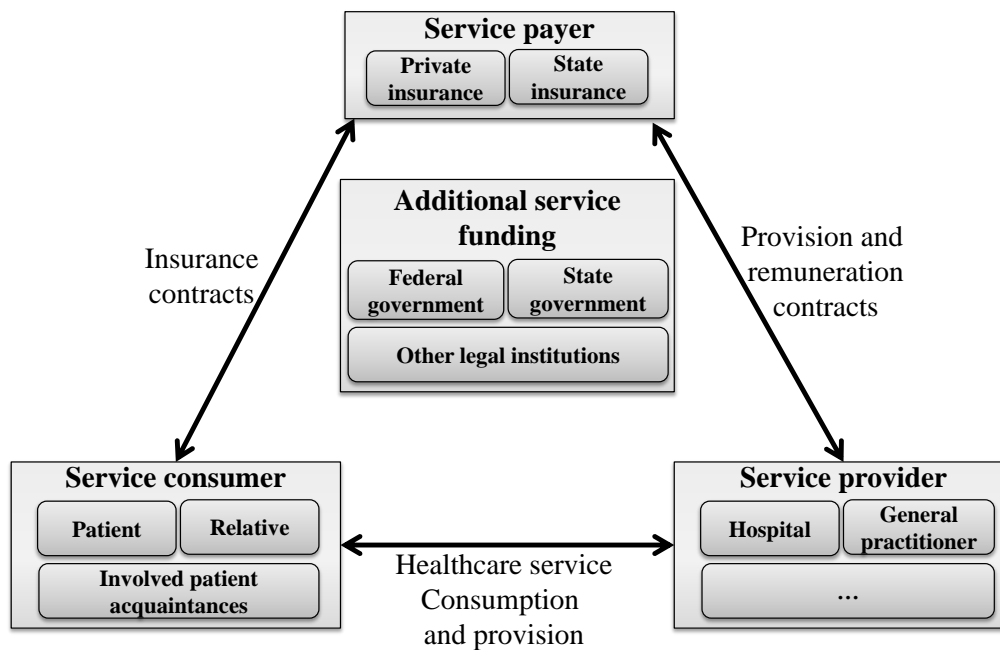 Service payer
Private
insurance
State
insurance
Additional service
funding
Federal
government
State
government
Other legal institutions
Insurance
contracts
Provision and
remuneration
contracts
Service consumer
Patient
Relative
Involved patient
acquaintances
Service provider
Hospital
General
practitioner
...
Healthcare service
Consumption
and provision